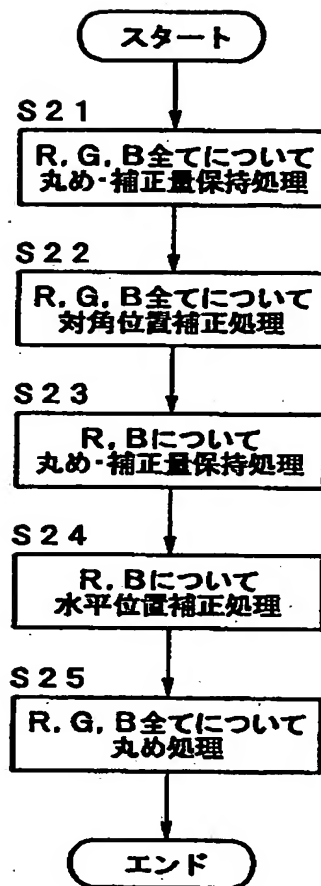 スタート
S21
R, G, B全てについて
丸め・補正量保持処理
S22
R, G, B全てについて
対角位置補正処理
S23
R, Bについて
丸め・補正量保持処理
S24
R, Bについて
水平位置補正処理
S25
R, G, B全てについて
丸め処理
エンド